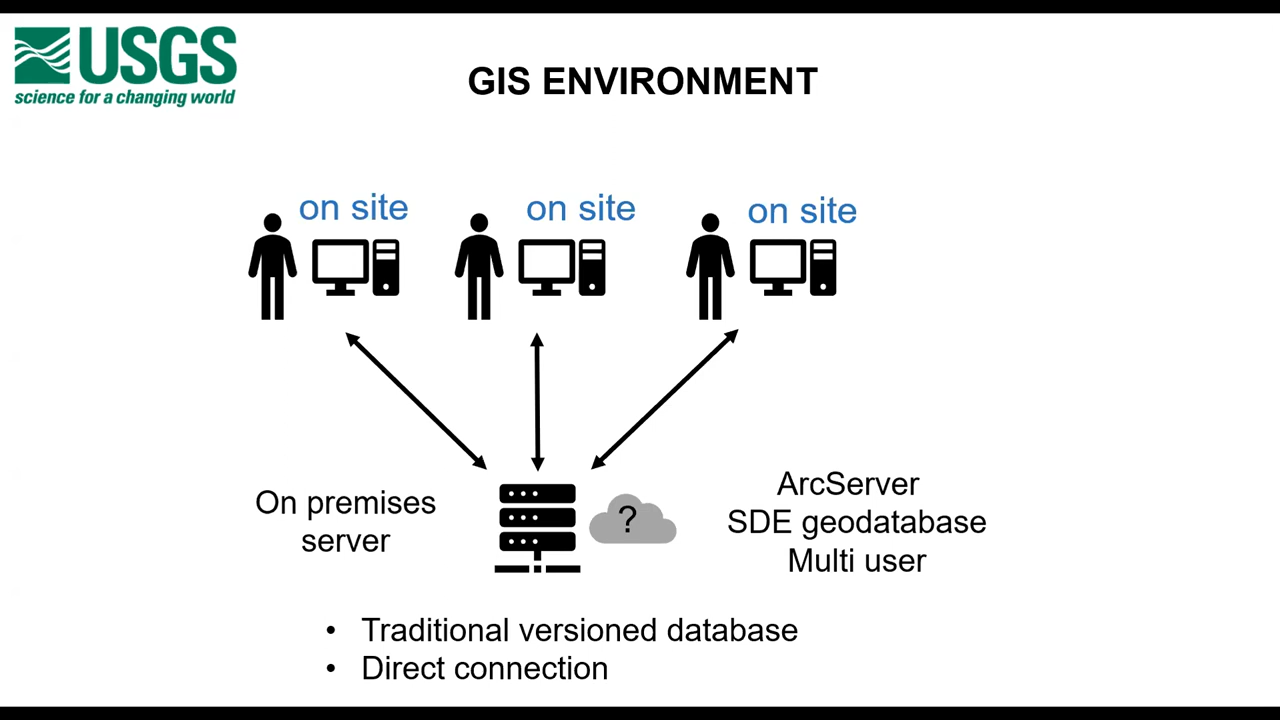 USGS
science for a changing world
GIS ENVIRONMENT
on site
on site
on site
On premises
server
?
ArcServer
SDE geodatabase
Multi user
• Traditional versioned database
• Direct connection